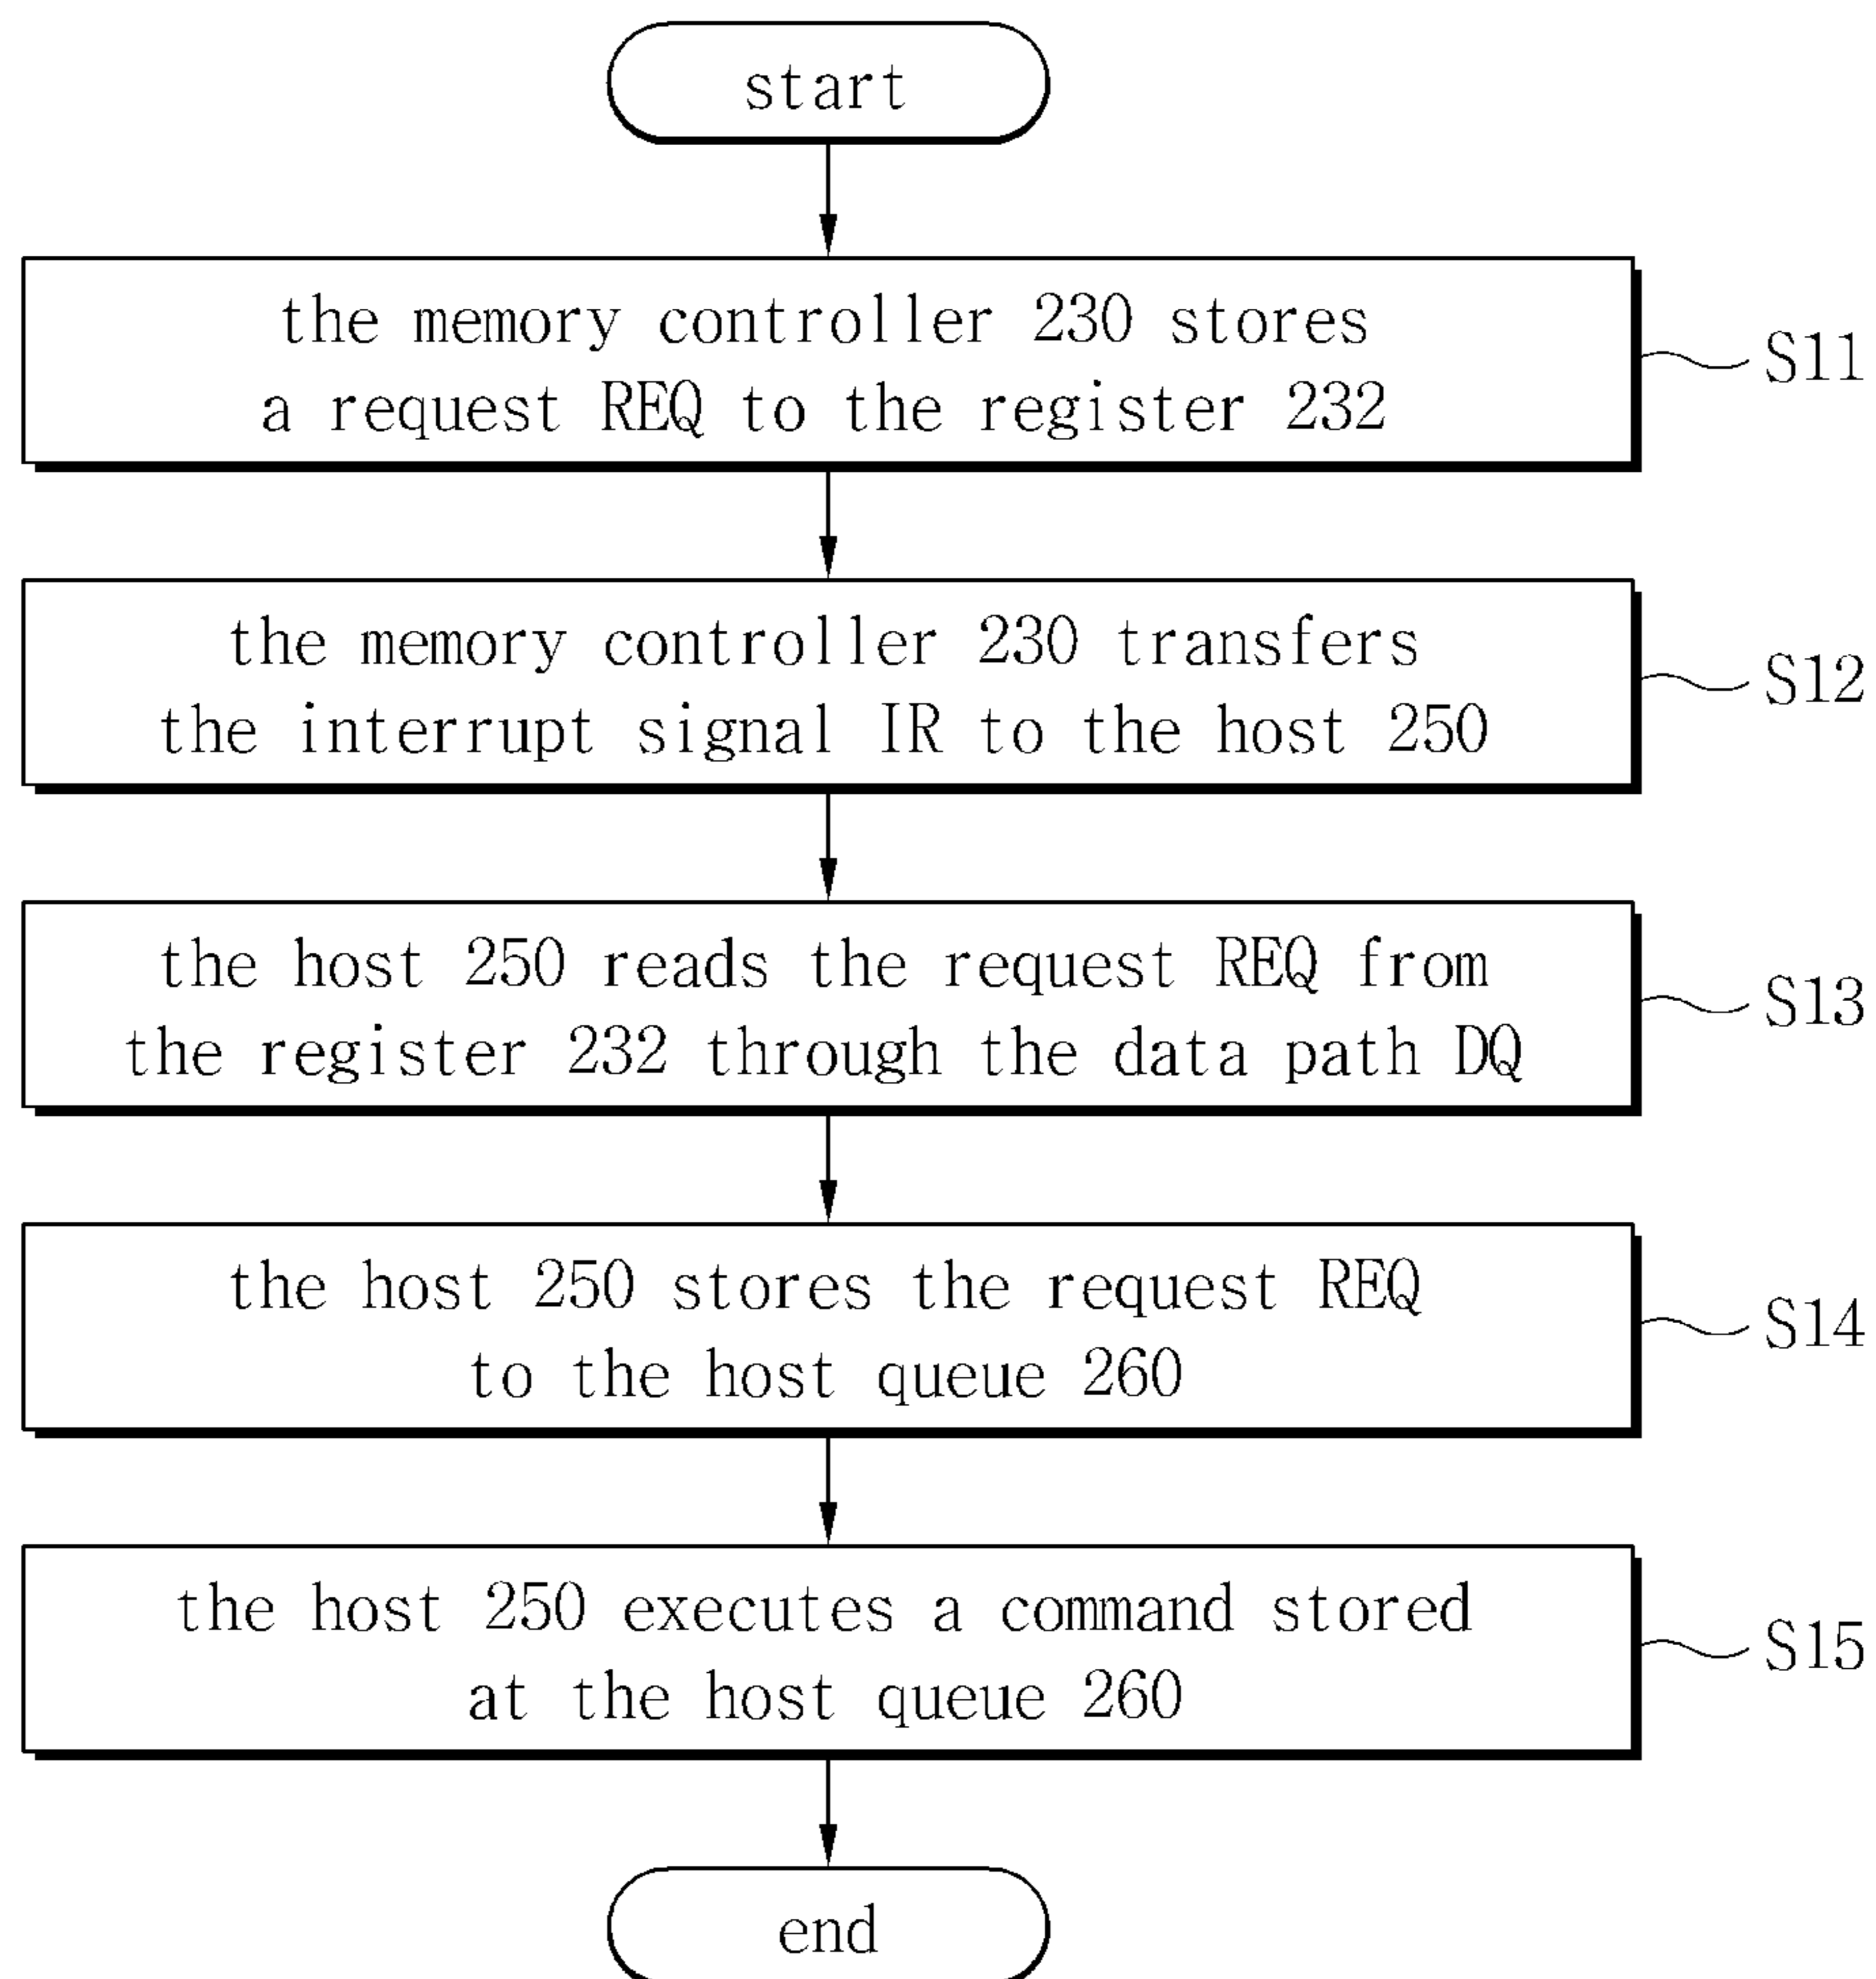 start
the memory controller 230 stores
a request REQ to the register 232
S11
the memory controller 230 transfers
the interrupt signal IR to the host 250
S12
the host 250 reads the request REQ from
the register 232 through the data path DQ
S13
the host 250 stores the request REQ
to the host queue 260
S14
the host 250 executes a command stored
at the host queue 260
S15
end